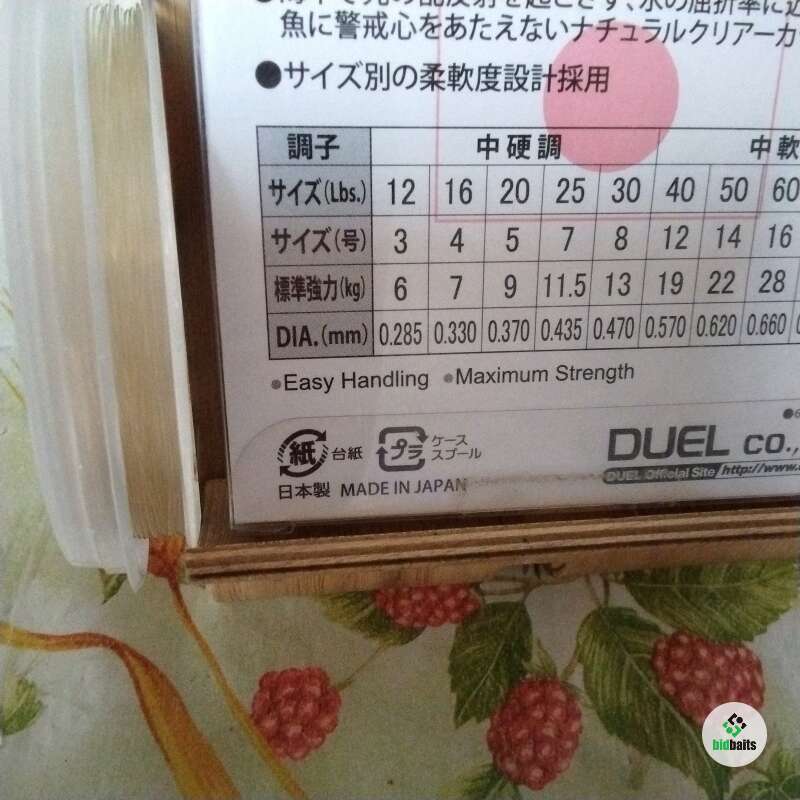 魚に警戒心をあたえないナチュラルクリアーカ
●サイズ別の柔軟度設計採用
調子 中硬調 中軟
サイズ(Lbs.) 12 16 20 25 30 40 50 60
サイズ(号) 3 4 5 7 8 12 14 16
標準強力(kg) 6 7 9 11.5 13 19 22 28
DIA.(mm) 0.285 0.330 0.370 0.435 0.470 0.570 0.620 0.660
●Easy Handling ●Maximum Strength
紙 台紙 プラ ケース
スプール
DUEL CO.,
DUEL Official Site http://www.
日本製 MADE IN JAPAN
bidbaits